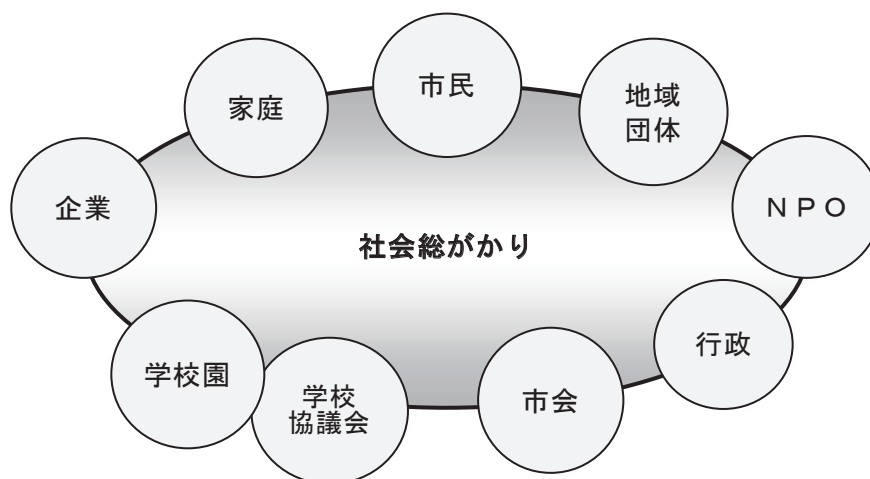 市民
家庭
地域
団体
企業
ＮＰＯ
社会総がかり
行政
学校園
学校
協議会
市会